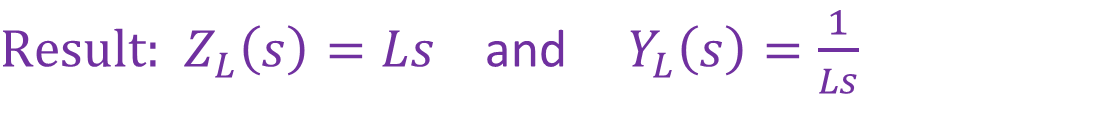 Result: Z_L(s) = Ls and Y_L(s) = 1/Ls